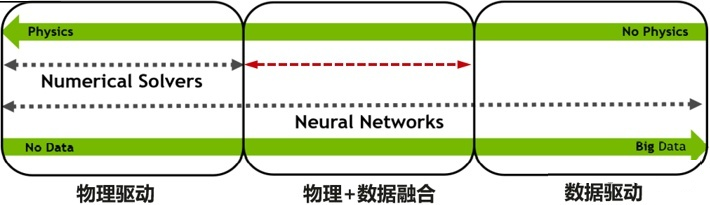 Physics
No Physics
Numerical Solvers
Neural Networks
No Data
Big Data
物理驱动
物理+数据融合
数据驱动